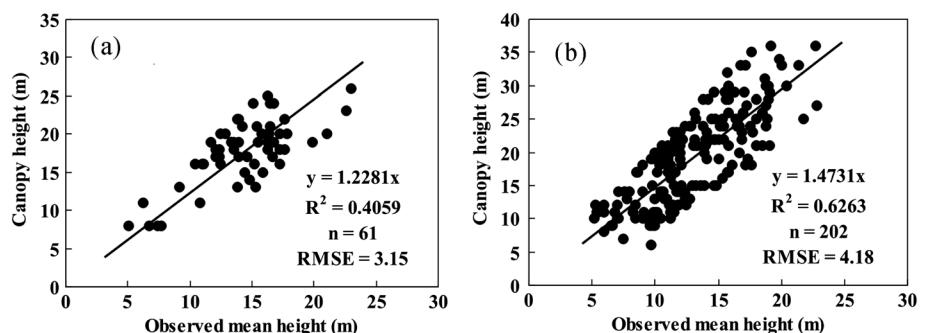 (a)
35
30
25
20
15
10
5
0
Canopy height (m)
y = 1.2281x
R² = 0.4059
n = 61
RMSE = 3.15
0 5 10 15 20 25 30
Observed mean height (m)
(b)
40
35
30
25
20
15
10
5
0
Canopy height (m)
y = 1.4731x
R² = 0.6263
n = 202
RMSE = 4.18
0 5 10 15 20 25 30
Observed mean height (m)